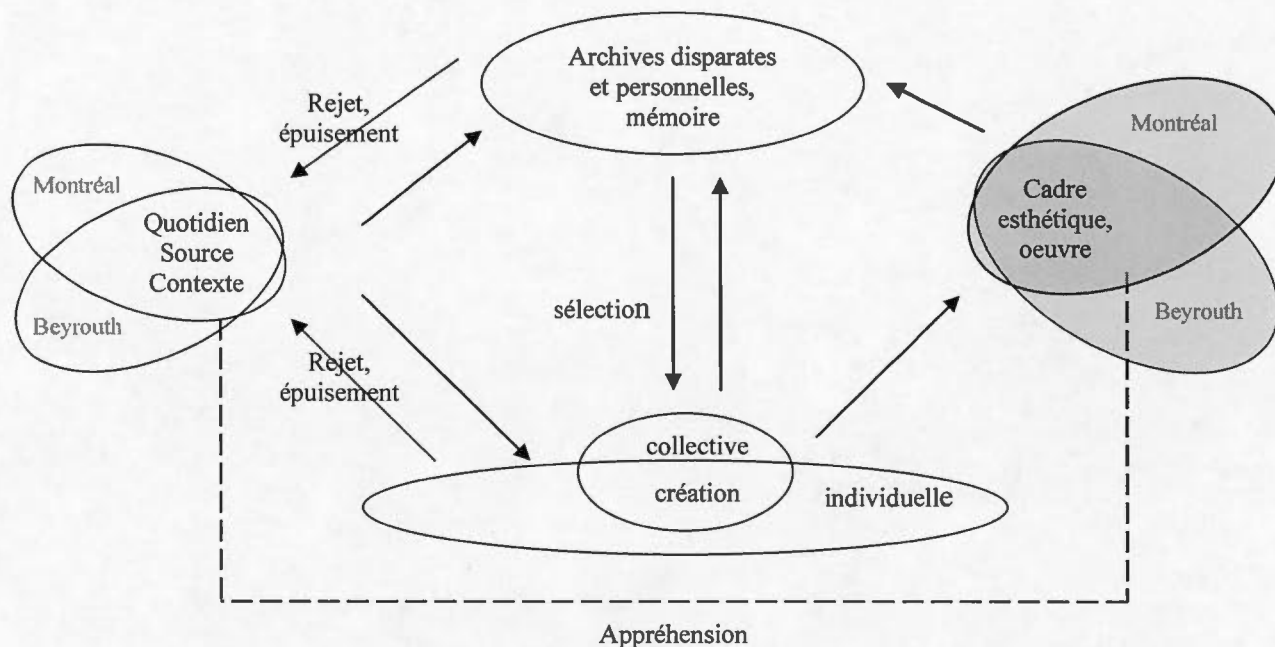 Archives disparates
et personnelles,
mémoire
Rejet,
épuisement
Montréal
Quotidien
Source
Contexte
Beyrouth
Montréal
Cadre
esthétique,
oeuvre
Beyrouth
sélection
Rejet,
épuisement
collective
création
individuelle
Appréhension